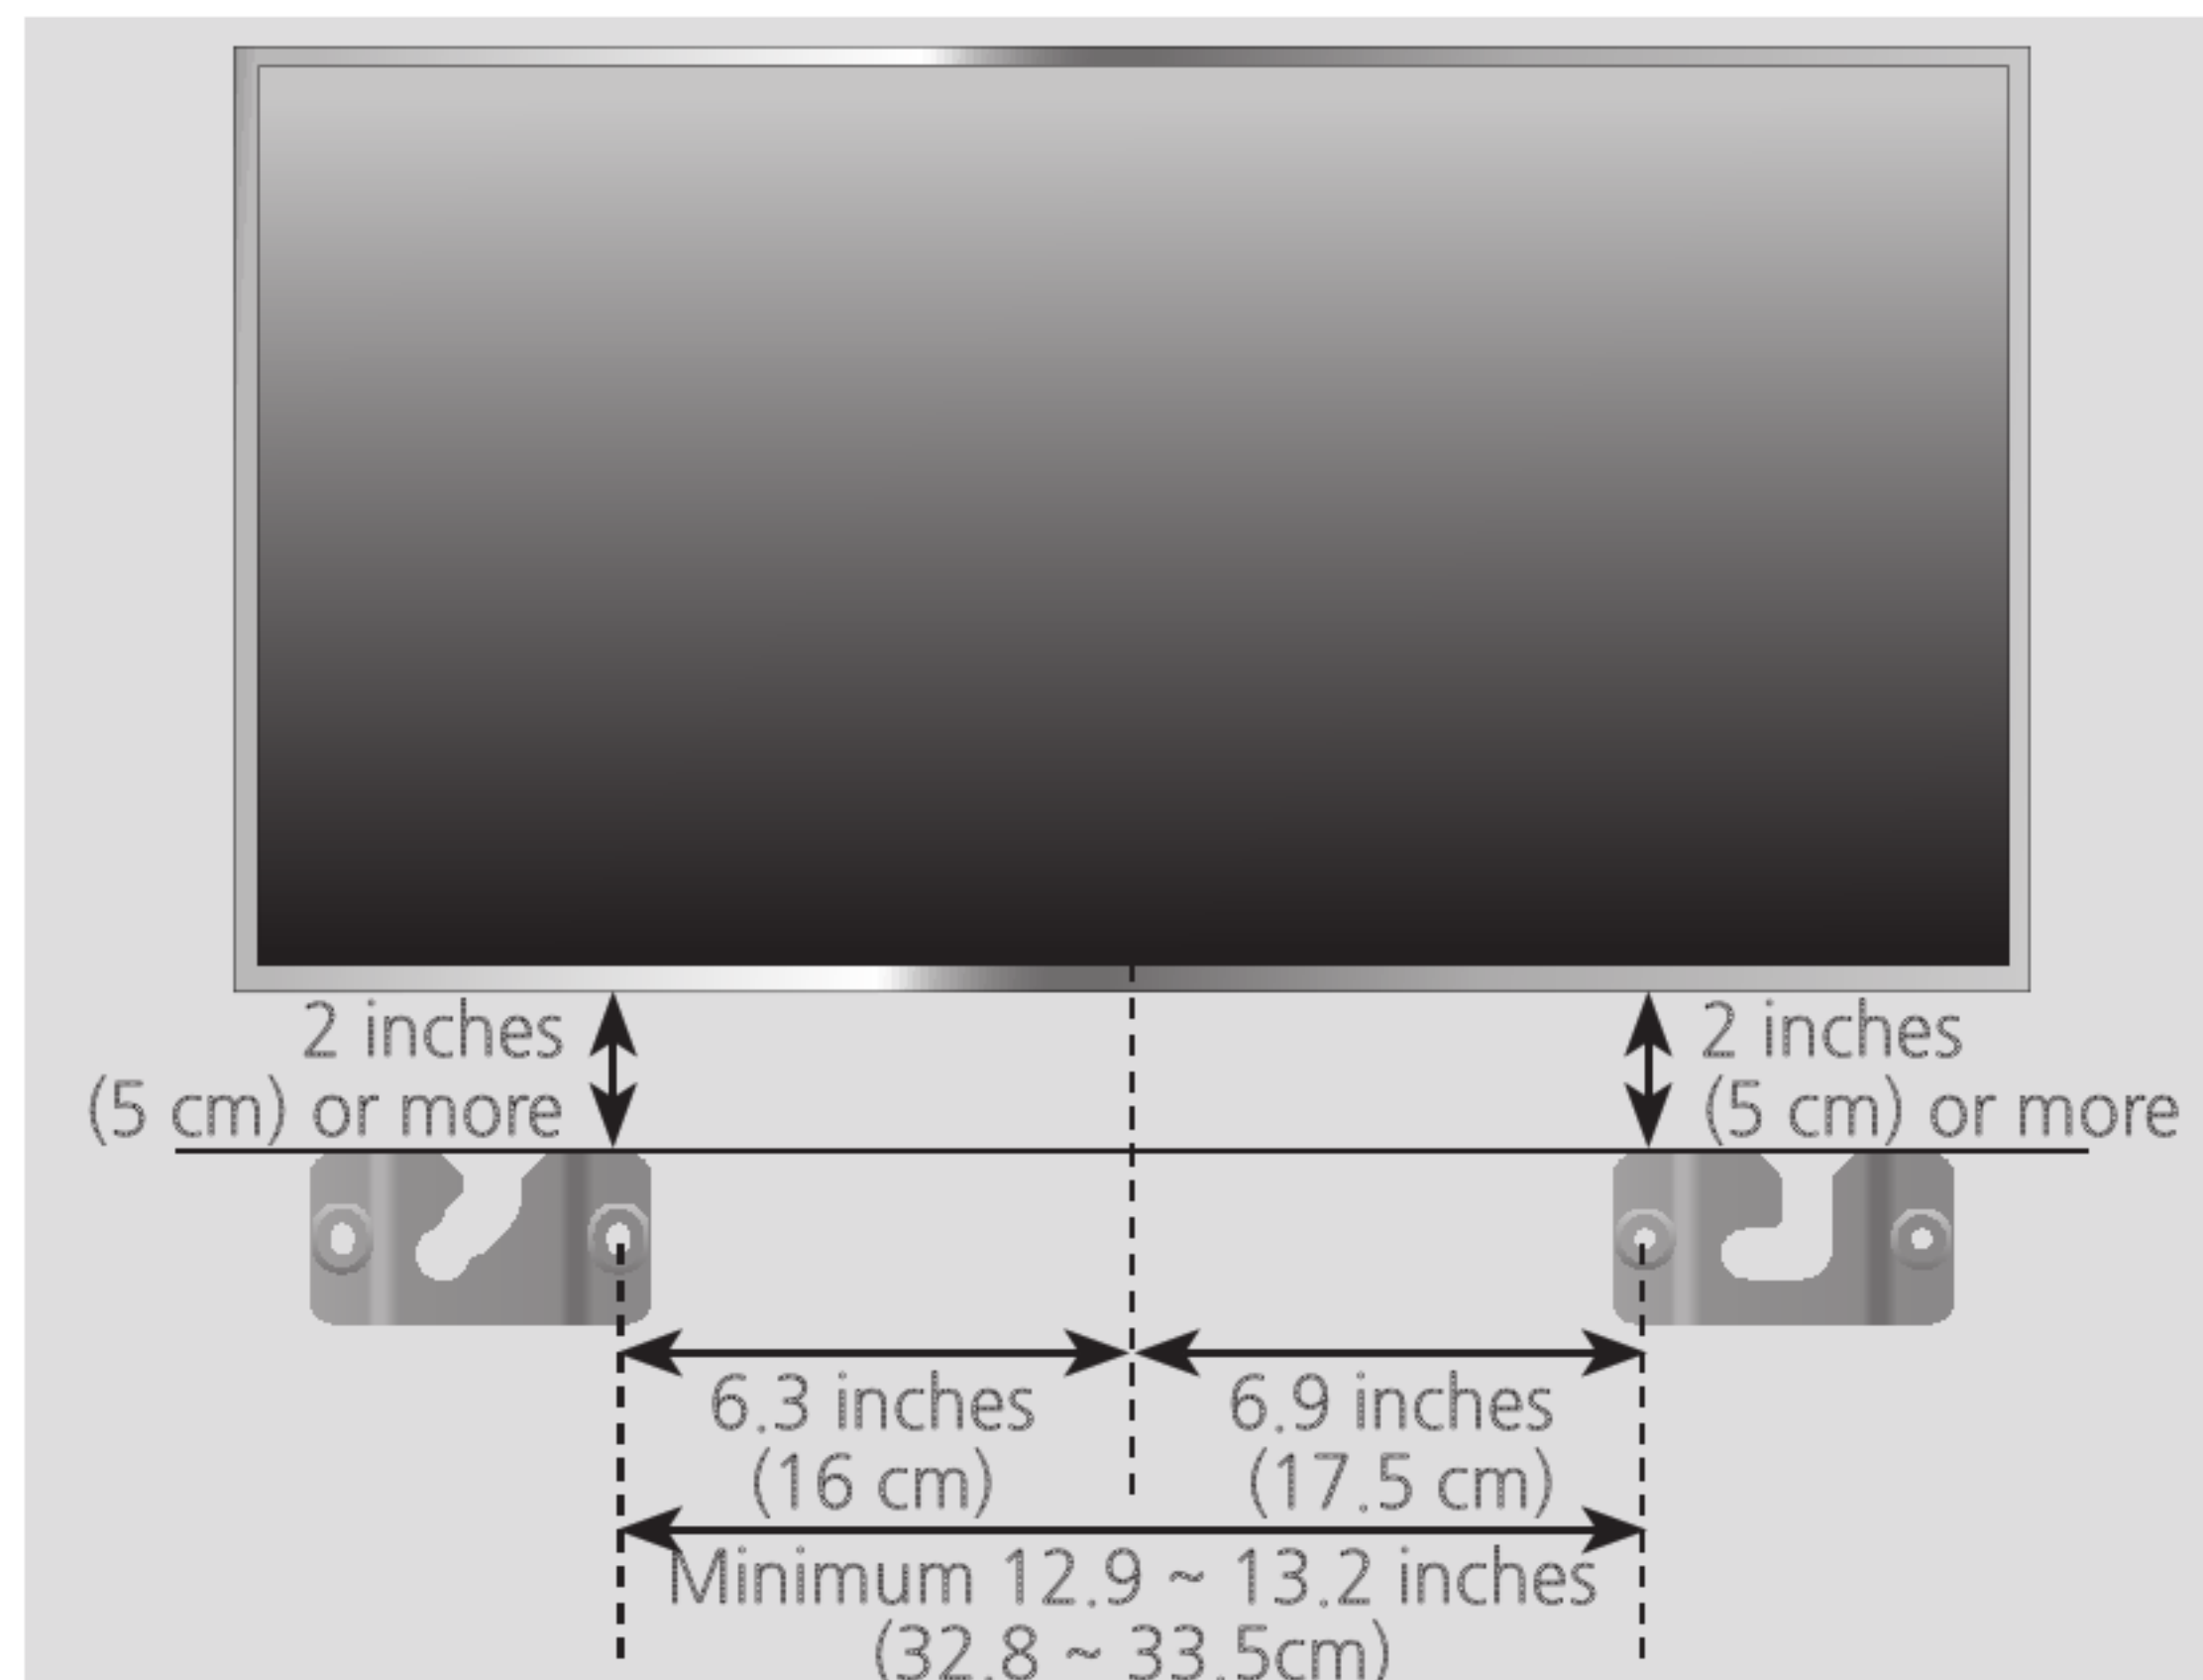 2 inches
(5 cm) or more
2 inches
(5 cm) or more
6.3 inches
(16 cm)
6.9 inches
(17.5 cm)
Minimum 12.9 ~ 13.2 inches
(32.8 ~ 33.5cm)